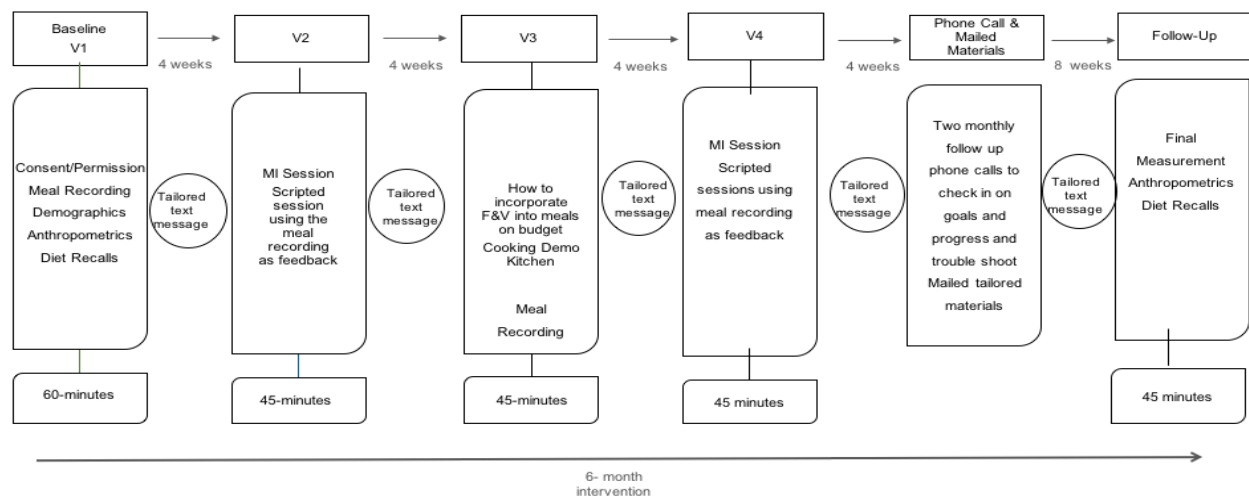 Baseline
V1
4 weeks
V2
4 weeks
V3
4 weeks
V4
4 weeks
Phone Call &
Mailed
Materials
8 weeks
Follow-Up
Consent/Permission
Meal Recording
Demographics
Anthropometrics
Diet Recalls
Tailored
text
message
MI Session
Scripted
session
using the
meal
recording
as feedback
Tailored
text
message
How to
incorporate
F&V into meals
on budget
Cooking Demo
Kitchen
Meal
Recording
Tailored
text
message
MI Session
Scripted
sessions using
meal recording
as feedback
Tailored
text
message
Two monthly
follow up
phone calls to
check in on
goals and
progress and
trouble shoot
Mailed tailored
materials
Tailored
text
message
Final
Measurement
Anthropometrics
Diet Recalls
60-minutes
45-minutes
45-minutes
45 minutes
45 minutes
6- month
intervention